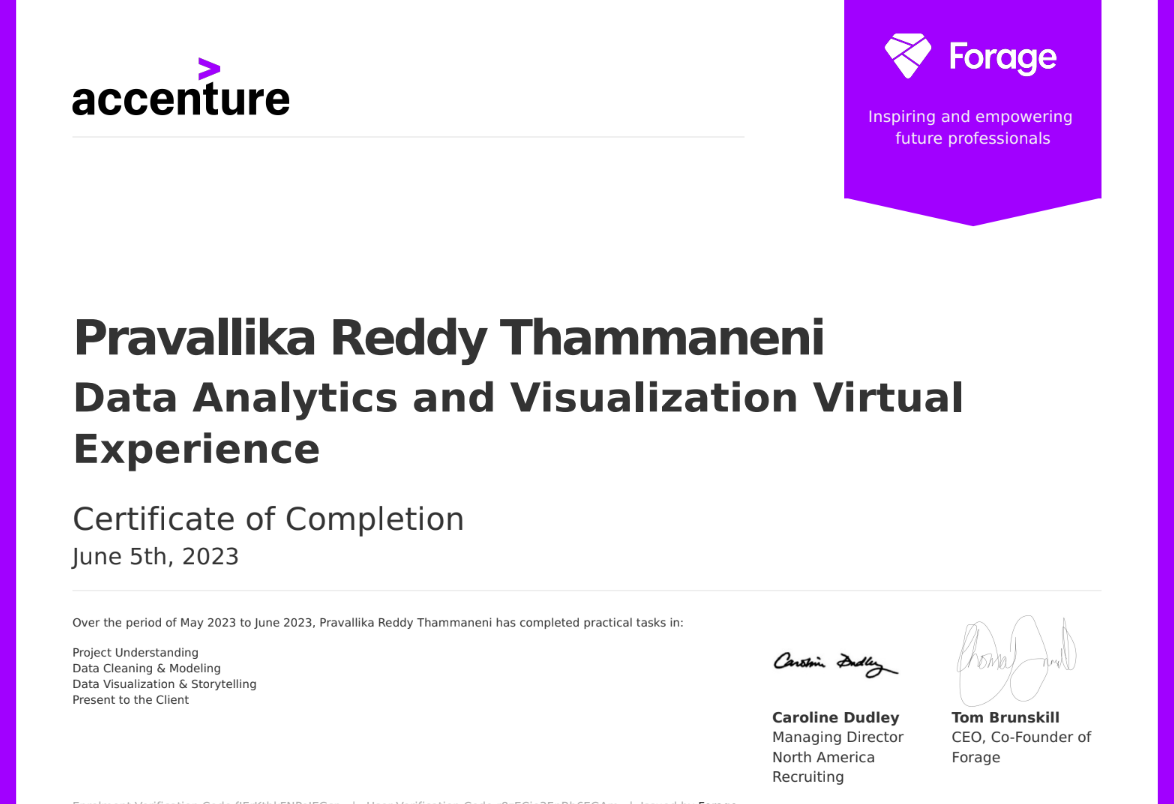 accenture
Forage
Inspiring and empowering
future professionals
Pravallika Reddy Thammaneni
Data Analytics and Visualization Virtual
Experience
Certificate of Completion
June 5th, 2023
Over the period of May 2023 to June 2023, Pravallika Reddy Thammaneni has completed practical tasks in:
Project Understanding
Data Cleaning & Modeling
Data Visualization & Storytelling
Present to the Client
Caroline Dudley
Managing Director
North America
Recruiting
Tom Brunskill
CEO, Co-Founder of
Forage